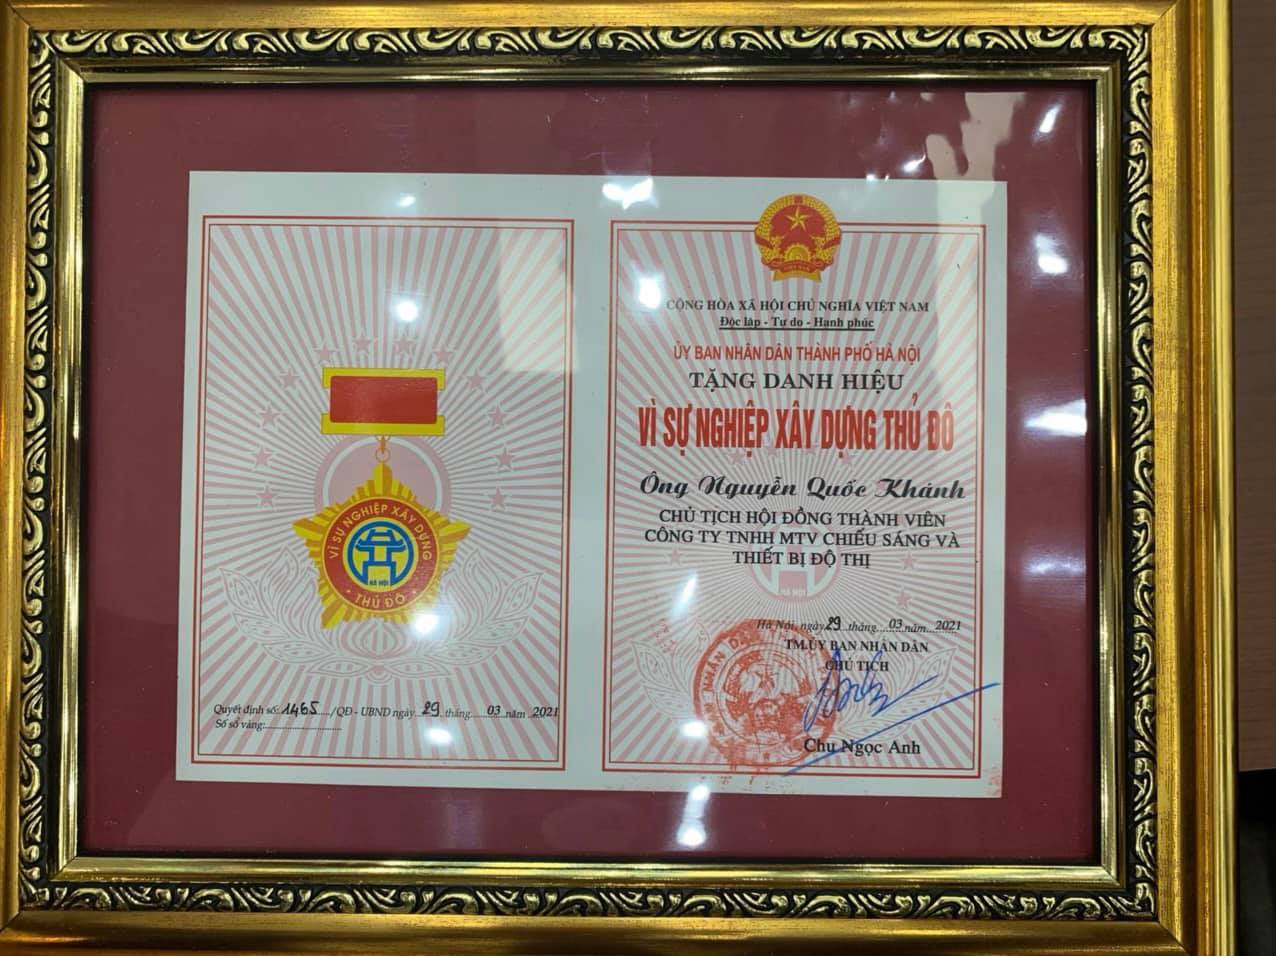 VÌ SỰ NGHIỆP XÂY DỰNG
HÀ NỘI
THỦ ĐÔ
Quyết định số: 1465 /QĐ - UBND ngày 29 tháng 03 năm 2021
Số sổ vàng:
CỘNG HÒA XÃ HỘI CHỦ NGHĨA VIỆT NAM
Độc lập - Tự do - Hạnh phúc
ỦY BAN NHÂN DÂN THÀNH PHỐ HÀ NỘI
TẶNG DANH HIỆU
VÌ SỰ NGHIỆP XÂY DỰNG THỦ ĐÔ
Ông Nguyễn Quốc Khánh
CHỦ TỊCH HỘI ĐỒNG THÀNH VIÊN
CÔNG TY TNHH MTV CHIẾU SÁNG VÀ
THIẾT BỊ ĐỘ THỊ
HÀ NỘI
Hà Nội, ngày 29 tháng 03 năm 2021
TM.ỦY BAN NHÂN DÂN
CHỦ TỊCH
Chu Ngọc Anh